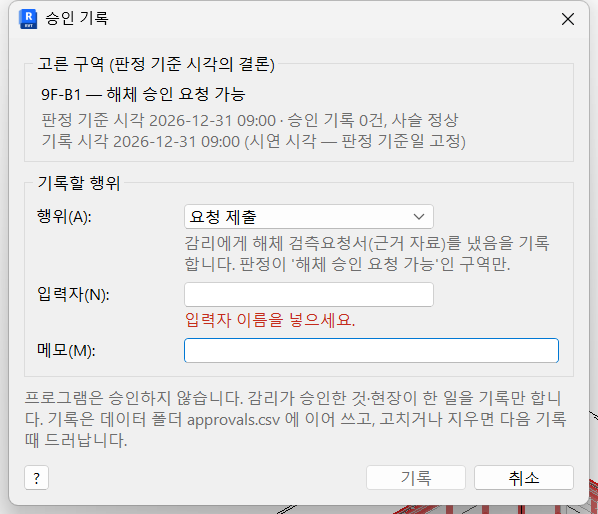 R
RVT
승인 기록
고른 구역 (판정 기준 시각의 결론)
9F-B1 — 해체 승인 요청 가능
판정 기준 시각 2026-12-31 09:00 · 승인 기록 0건, 사슬 정상
기록 시각 2026-12-31 09:00 (시연 시각 — 판정 기준일 고정)
기록할 행위
행위(A):
요청 제출
감리에게 해체 검측요청서(근거 자료)를 냈음을 기록
합니다. 판정이 '해체 승인 요청 가능'인 구역만.
입력자(N):
입력자 이름을 넣으세요.
메모(M):
프로그램은 승인하지 않습니다. 감리가 승인한 것·현장이 한 일을 기록만 합니
다. 기록은 데이터 폴더 approvals.csv 에 이어 쓰고, 고치거나 지우면 다음 기록
때 드러납니다.
?
기록
취소